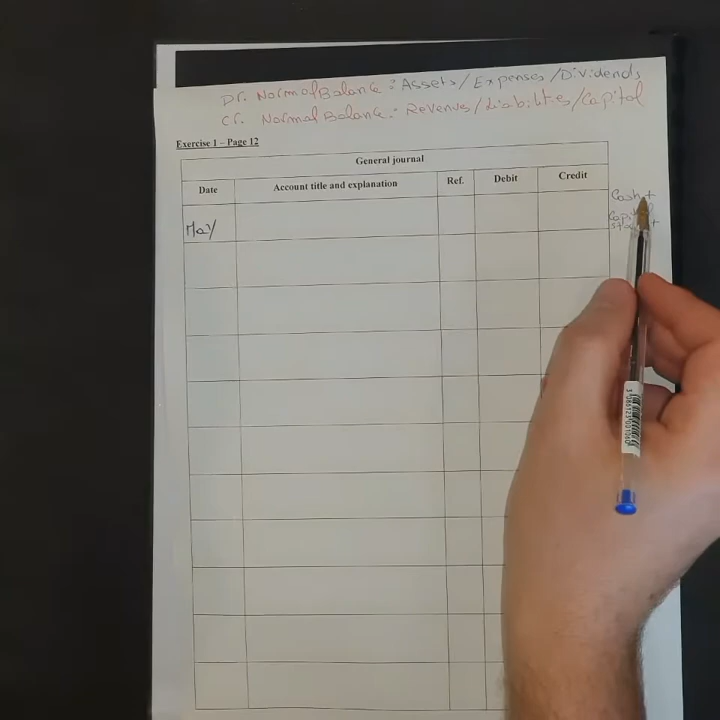 Dr. Normal Balance: Assets/Expenses/Dividends
Cr. Normal Balance: Revenus/Liabilities/Capital
Exercise 1 – Page 12
General journal
Date Account title and explanation Ref. Debit Credit
Cash +
May